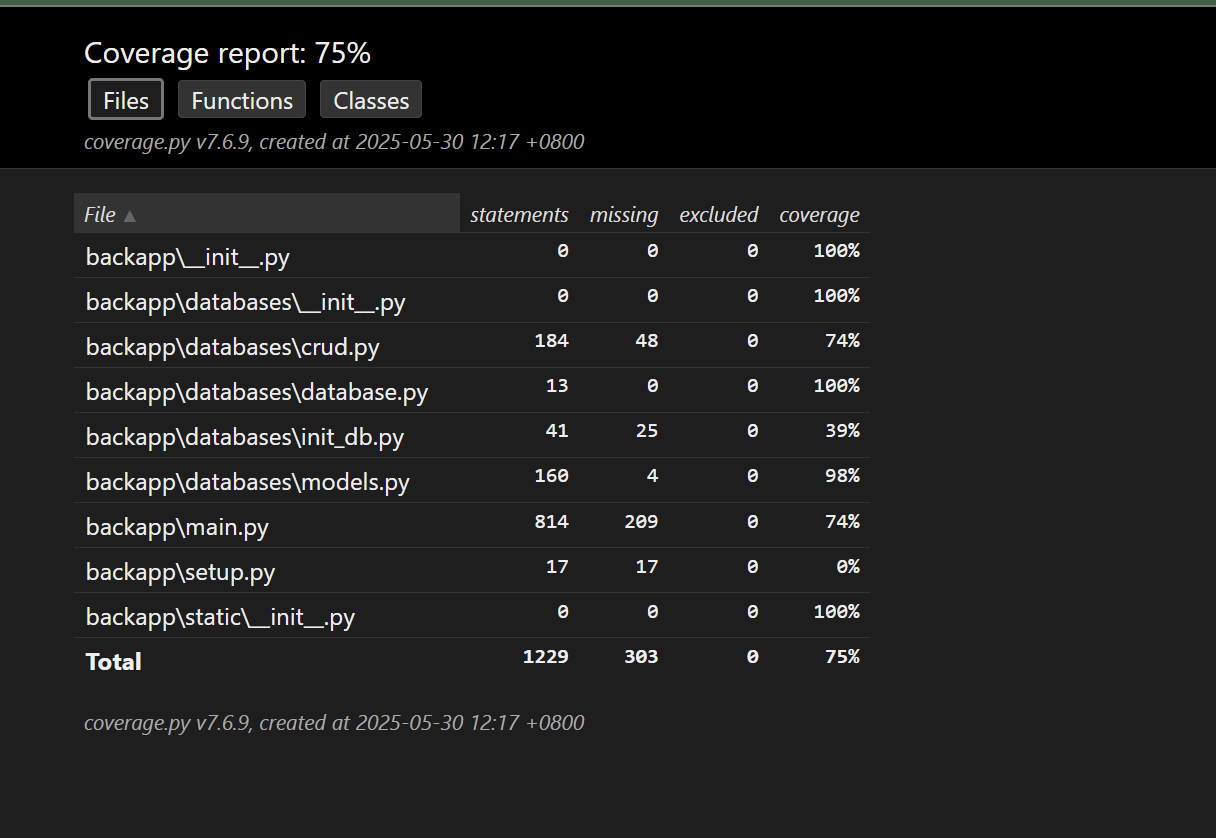 Coverage report: 75%
Files Functions Classes
coverage.py v7.6.9, created at 2025-05-30 12:17 +0800
File ▲ statements missing excluded coverage
backapp\__init__.py 0 0 0 100%
backapp\databases\__init__.py 0 0 0 100%
backapp\databases\crud.py 184 48 0 74%
backapp\databases\database.py 13 0 0 100%
backapp\databases\init_db.py 41 25 0 39%
backapp\databases\models.py 160 4 0 98%
backapp\main.py 814 209 0 74%
backapp\setup.py 17 17 0 0%
backapp\static\__init__.py 0 0 0 100%
Total 1229 303 0 75%
coverage.py v7.6.9, created at 2025-05-30 12:17 +0800